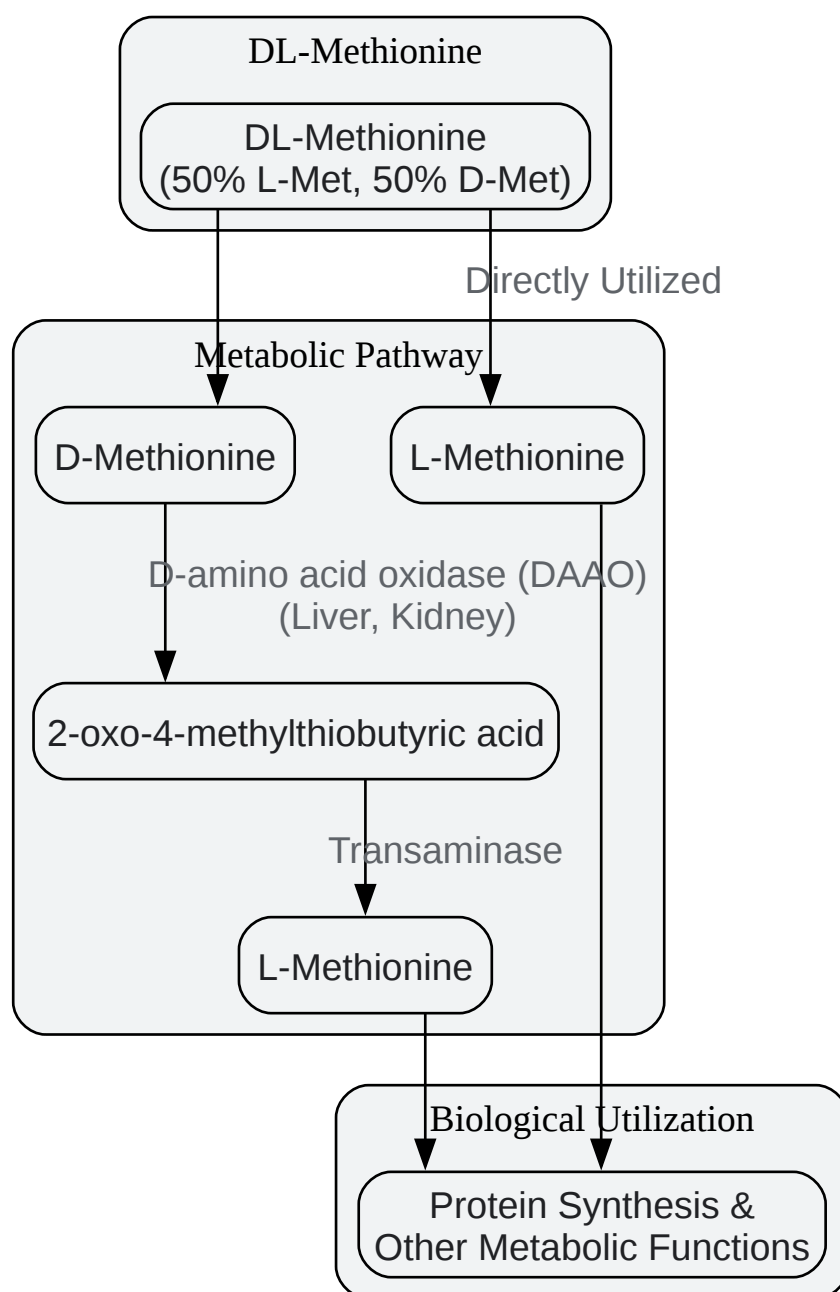 DL-Methionine
DL-Methionine
(50% L-Met, 50% D-Met)
Directly Utilized
Metabolic Pathway
D-Methionine
L-Methionine
D-amino acid oxidase (DAAO)
(Liver, Kidney)
2-oxo-4-methylthiobutyric acid
Transaminase
L-Methionine
Biological Utilization
Protein Synthesis &
Other Metabolic Functions